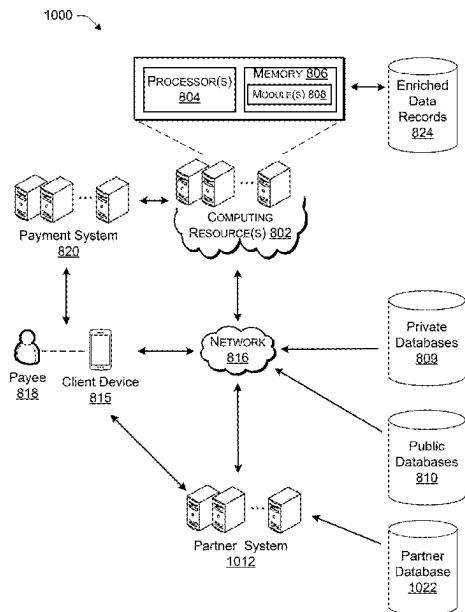 1000
PROCESSOR(S)
804
MEMORY 806
MODULE(S) 808
Enriched
Data
Records
824
Payment System
820
COMPUTING
RESOURCE(S) 802
Payee
818
Client Device
815
NETWORK
816
Private
Databases
809
Public
Databases
810
Partner System
1012
Partner
Database
1022